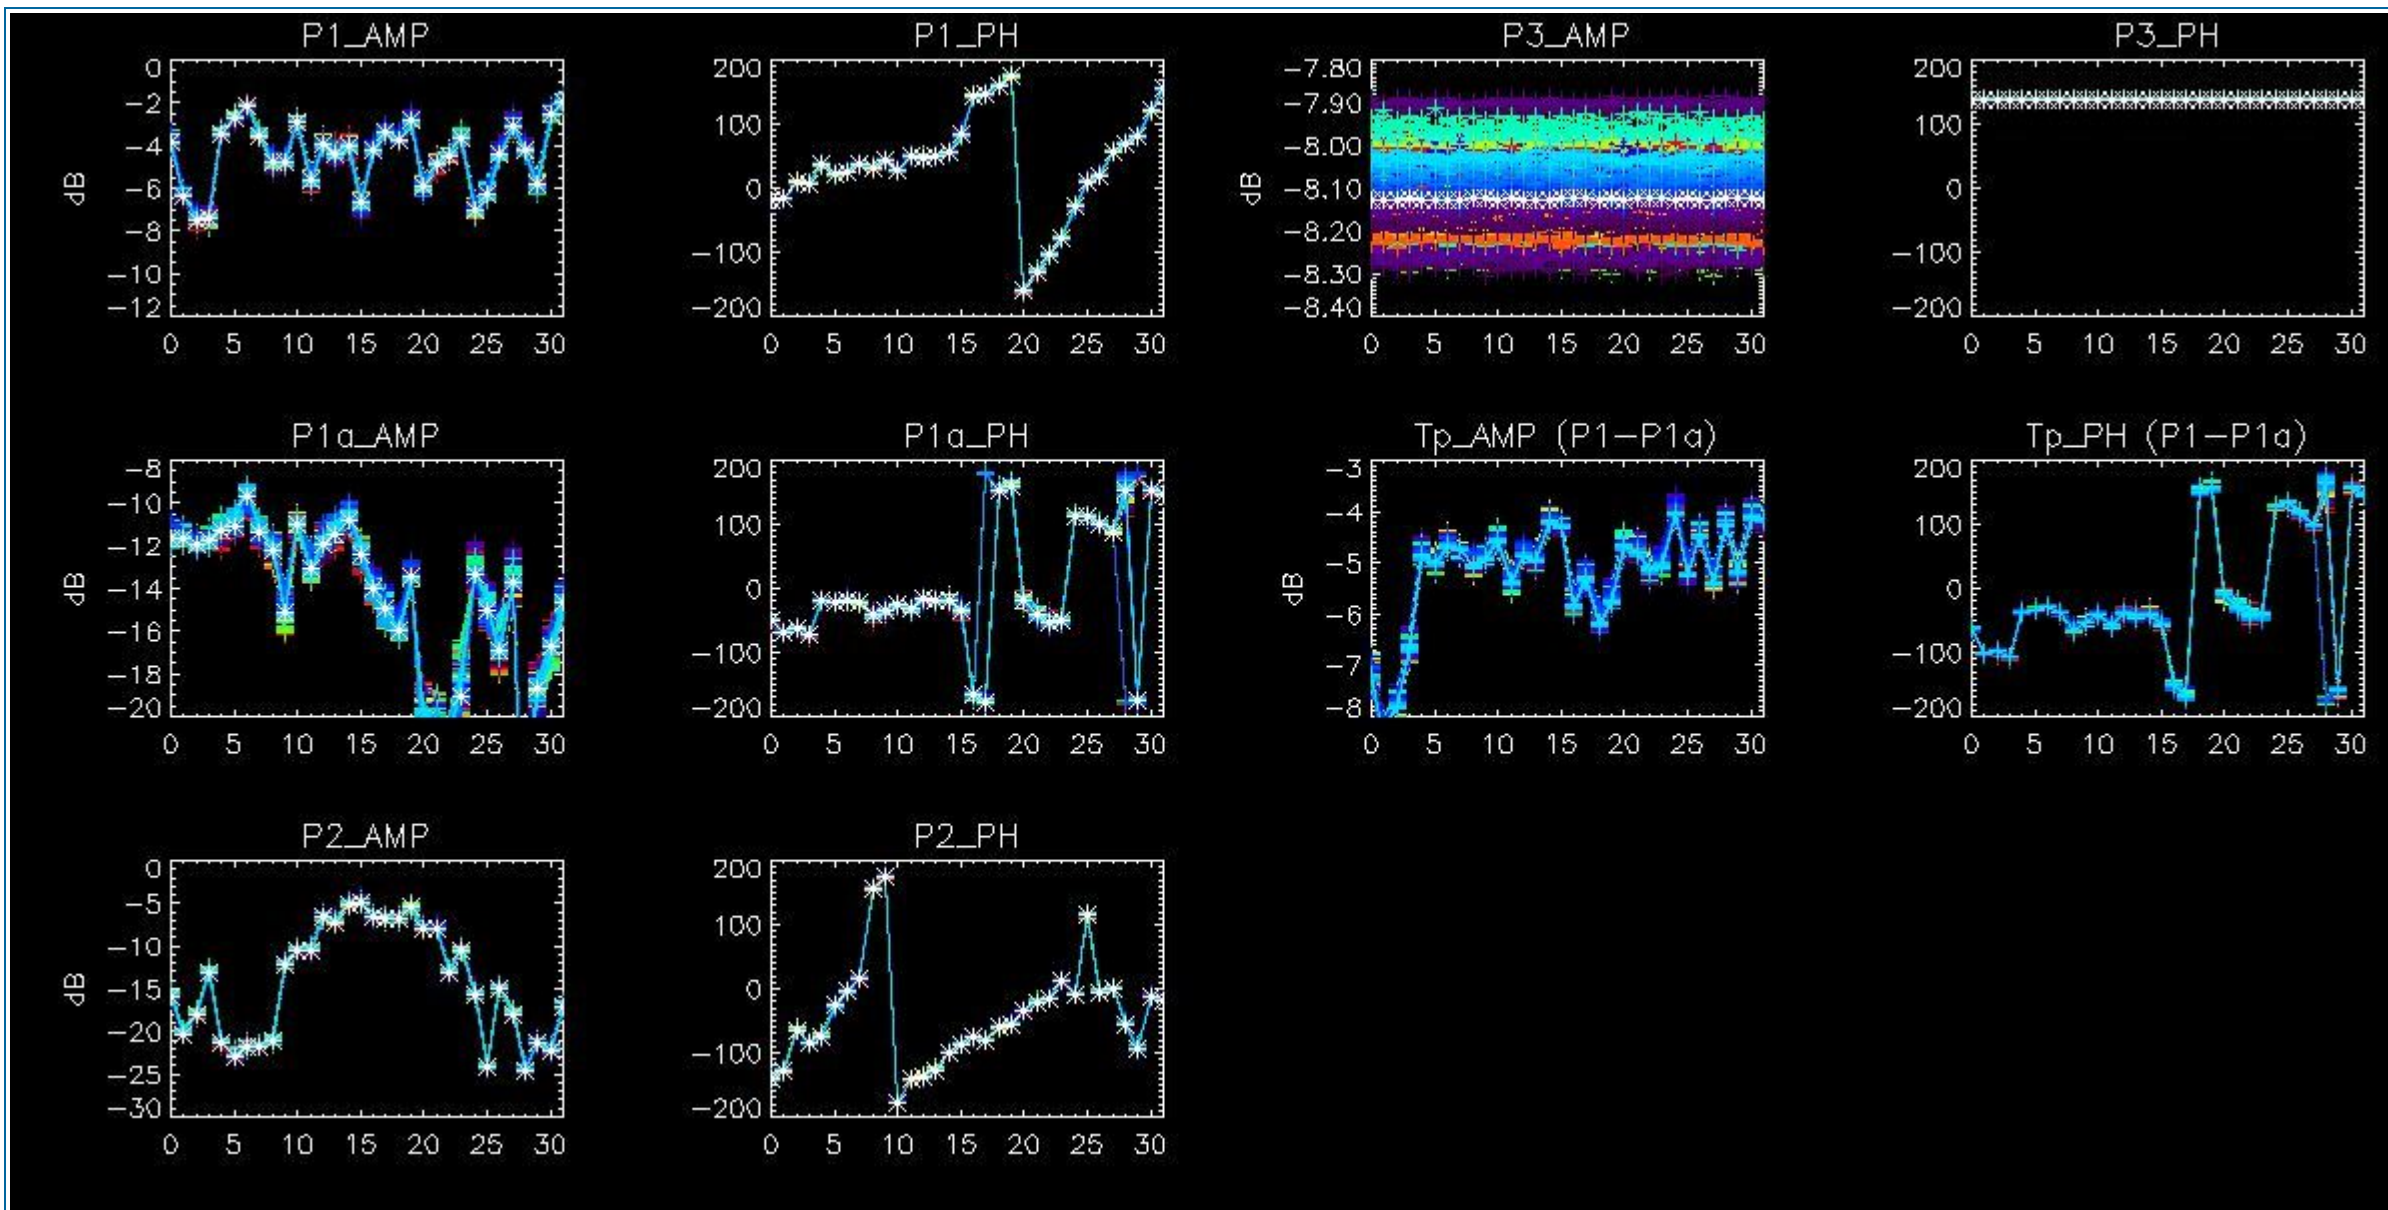 P1_AMP
0
−2
−4
−6
−8
−10
−12
dB
0 5 10 15 20 25 30
P1_PH
200
100
0
−100
−200
0 5 10 15 20 25 30
P3_AMP
−7.80
−7.90
−8.00
−8.10
−8.20
−8.30
−8.40
dB
0 5 10 15 20 25 30
P3_PH
200
100
0
−100
−200
0 5 10 15 20 25 30
P1a_AMP
−8
−10
−12
−14
−16
−18
−20
dB
0 5 10 15 20 25 30
P1a_PH
200
100
0
−100
−200
0 5 10 15 20 25 30
Tp_AMP (P1−P1a)
−3
−4
−5
−6
−7
−8
dB
0 5 10 15 20 25 30
Tp_PH (P1−P1a)
200
100
0
−100
−200
0 5 10 15 20 25 30
P2_AMP
0
−5
−10
−15
−20
−25
−30
dB
0 5 10 15 20 25 30
P2_PH
200
100
0
−100
−200
0 5 10 15 20 25 30